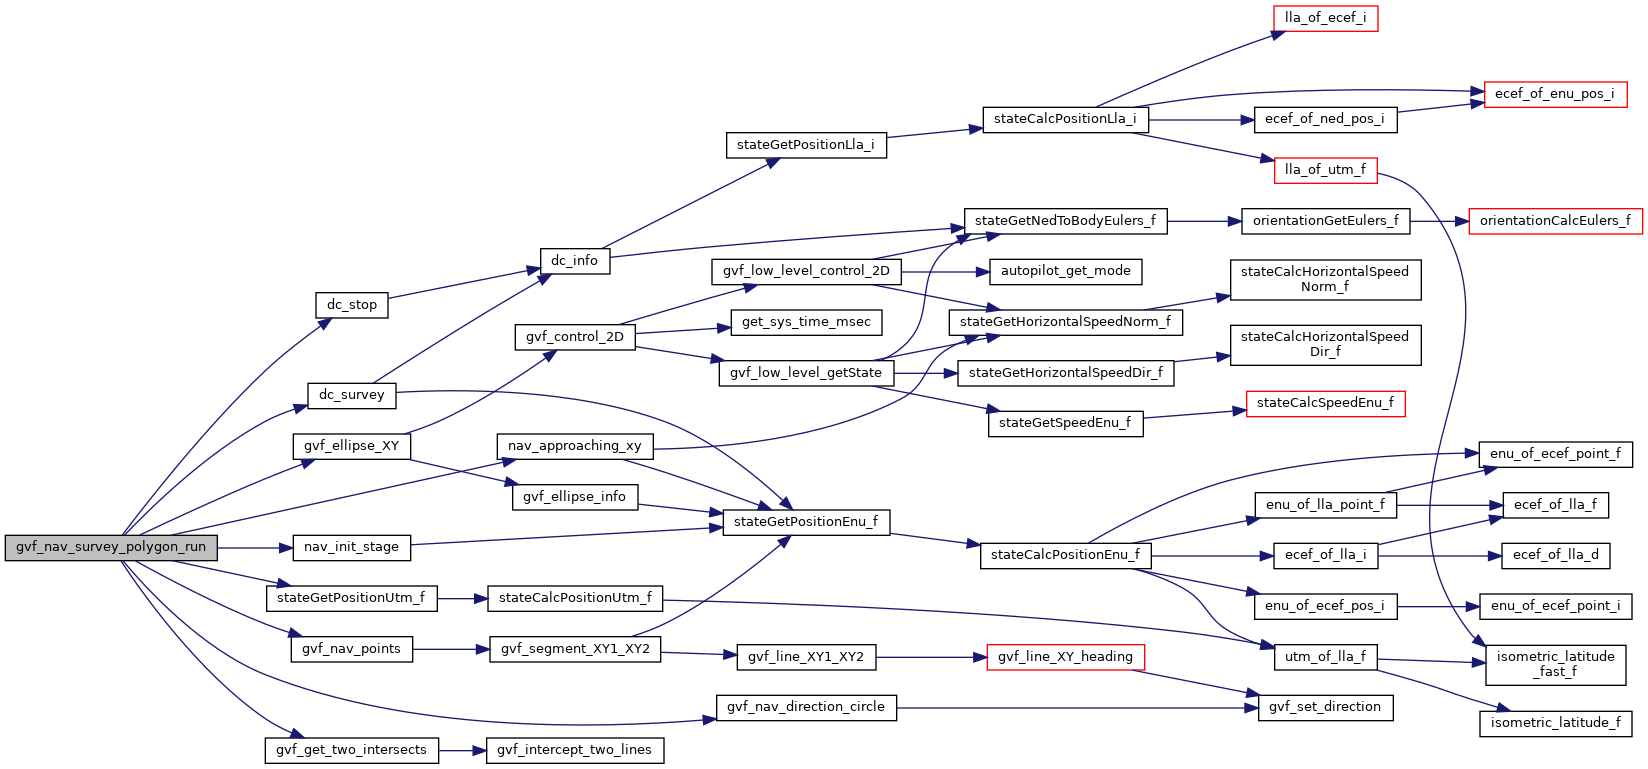 lla_of_ecef_i
ecef_of_enu_pos_i
stateCalcPositionLla_i
ecef_of_ned_pos_i
stateGetPositionLla_i
lla_of_utm_f
stateGetNedToBodyEulers_f
orientationGetEulers_f
orientationCalcEulers_f
dc_info
gvf_low_level_control_2D
autopilot_get_mode
stateCalcHorizontalSpeed
Norm_f
dc_stop
get_sys_time_msec
stateGetHorizontalSpeedNorm_f
gvf_control_2D
stateCalcHorizontalSpeed
Dir_f
gvf_low_level_getState
stateGetHorizontalSpeedDir_f
dc_survey
stateCalcSpeedEnu_f
stateGetSpeedEnu_f
gvf_ellipse_XY
nav_approaching_xy
enu_of_ecef_point_f
gvf_ellipse_info
enu_of_lla_point_f
ecef_of_lla_f
stateGetPositionEnu_f
gvf_nav_survey_polygon_run
nav_init_stage
stateCalcPositionEnu_f
ecef_of_lla_i
ecef_of_lla_d
stateGetPositionUtm_f
stateCalcPositionUtm_f
enu_of_ecef_pos_i
enu_of_ecef_point_i
gvf_nav_points
gvf_segment_XY1_XY2
gvf_line_XY1_XY2
gvf_line_XY_heading
utm_of_lla_f
isometric_latitude
_fast_f
gvf_nav_direction_circle
gvf_set_direction
isometric_latitude_f
gvf_get_two_intersects
gvf_intercept_two_lines